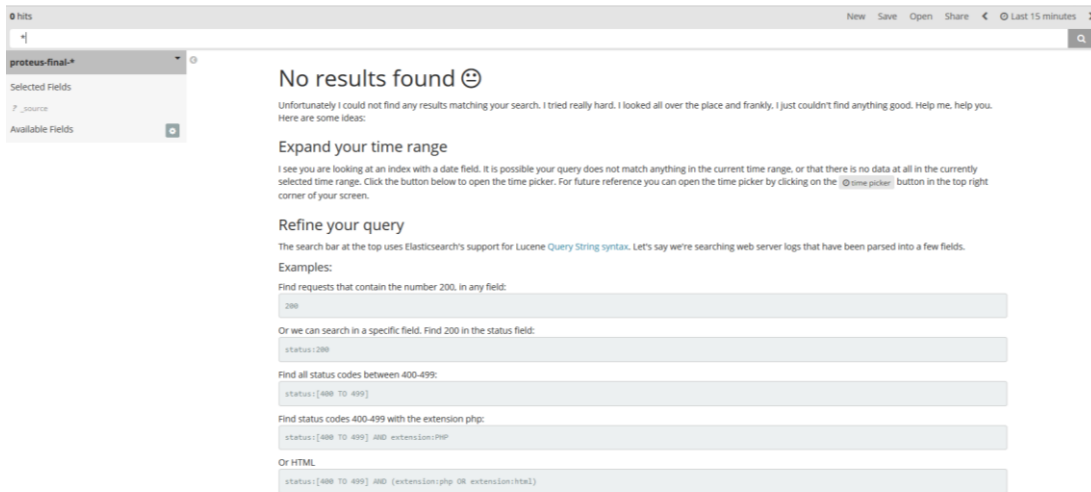 0 hits
New Save Open Share Last 15 minutes
*
proteus-final-*
Selected Fields
? _source
Available Fields
No results found
Unfortunately I could not find any results matching your search. I tried really hard. I looked all over the place and frankly, I just couldn't find anything good. Help me, help you.
Here are some ideas:
Expand your time range
I see you are looking at an index with a date field. It is possible your query does not match anything in the current time range, or that there is no data at all in the currently
selected time range. Click the button below to open the time picker. For future reference you can open the time picker by clicking on the time picker button in the top right
corner of your screen.
Refine your query
The search bar at the top uses Elasticsearch's support for Lucene Query String syntax. Let's say we're searching web server logs that have been parsed into a few fields.
Examples:
Find requests that contain the number 200, in any field:
200
Or we can search in a specific field. Find 200 in the status field:
status:200
Find all status codes between 400-499:
status:[400 TO 499]
Find status codes 400-499 with the extension php:
status:[400 TO 499] AND extension:PHP
Or HTML
status:[400 TO 499] AND (extension:php OR extension:html)